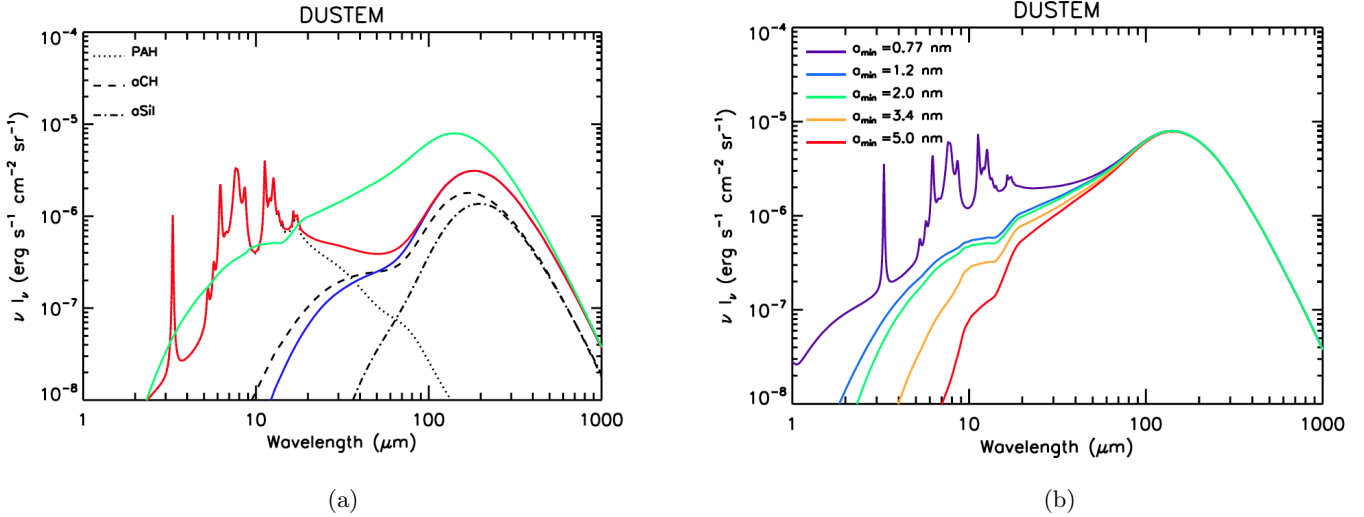 DUSTEM
10^-4
10^-5
10^-6
10^-7
10^-8
ν I_ν (erg s^-1 cm^-2 sr^-1)
PAH
aCH
aSil
1 10 100 1000
Wavelength (μm)
(a)
DUSTEM
10^-4
10^-5
10^-6
10^-7
10^-8
ν I_ν (erg s^-1 cm^-2 sr^-1)
a_min=0.77 nm
a_min=1.2 nm
a_min=2.0 nm
a_min=3.4 nm
a_min=5.0 nm
1 10 100 1000
Wavelength (μm)
(b)